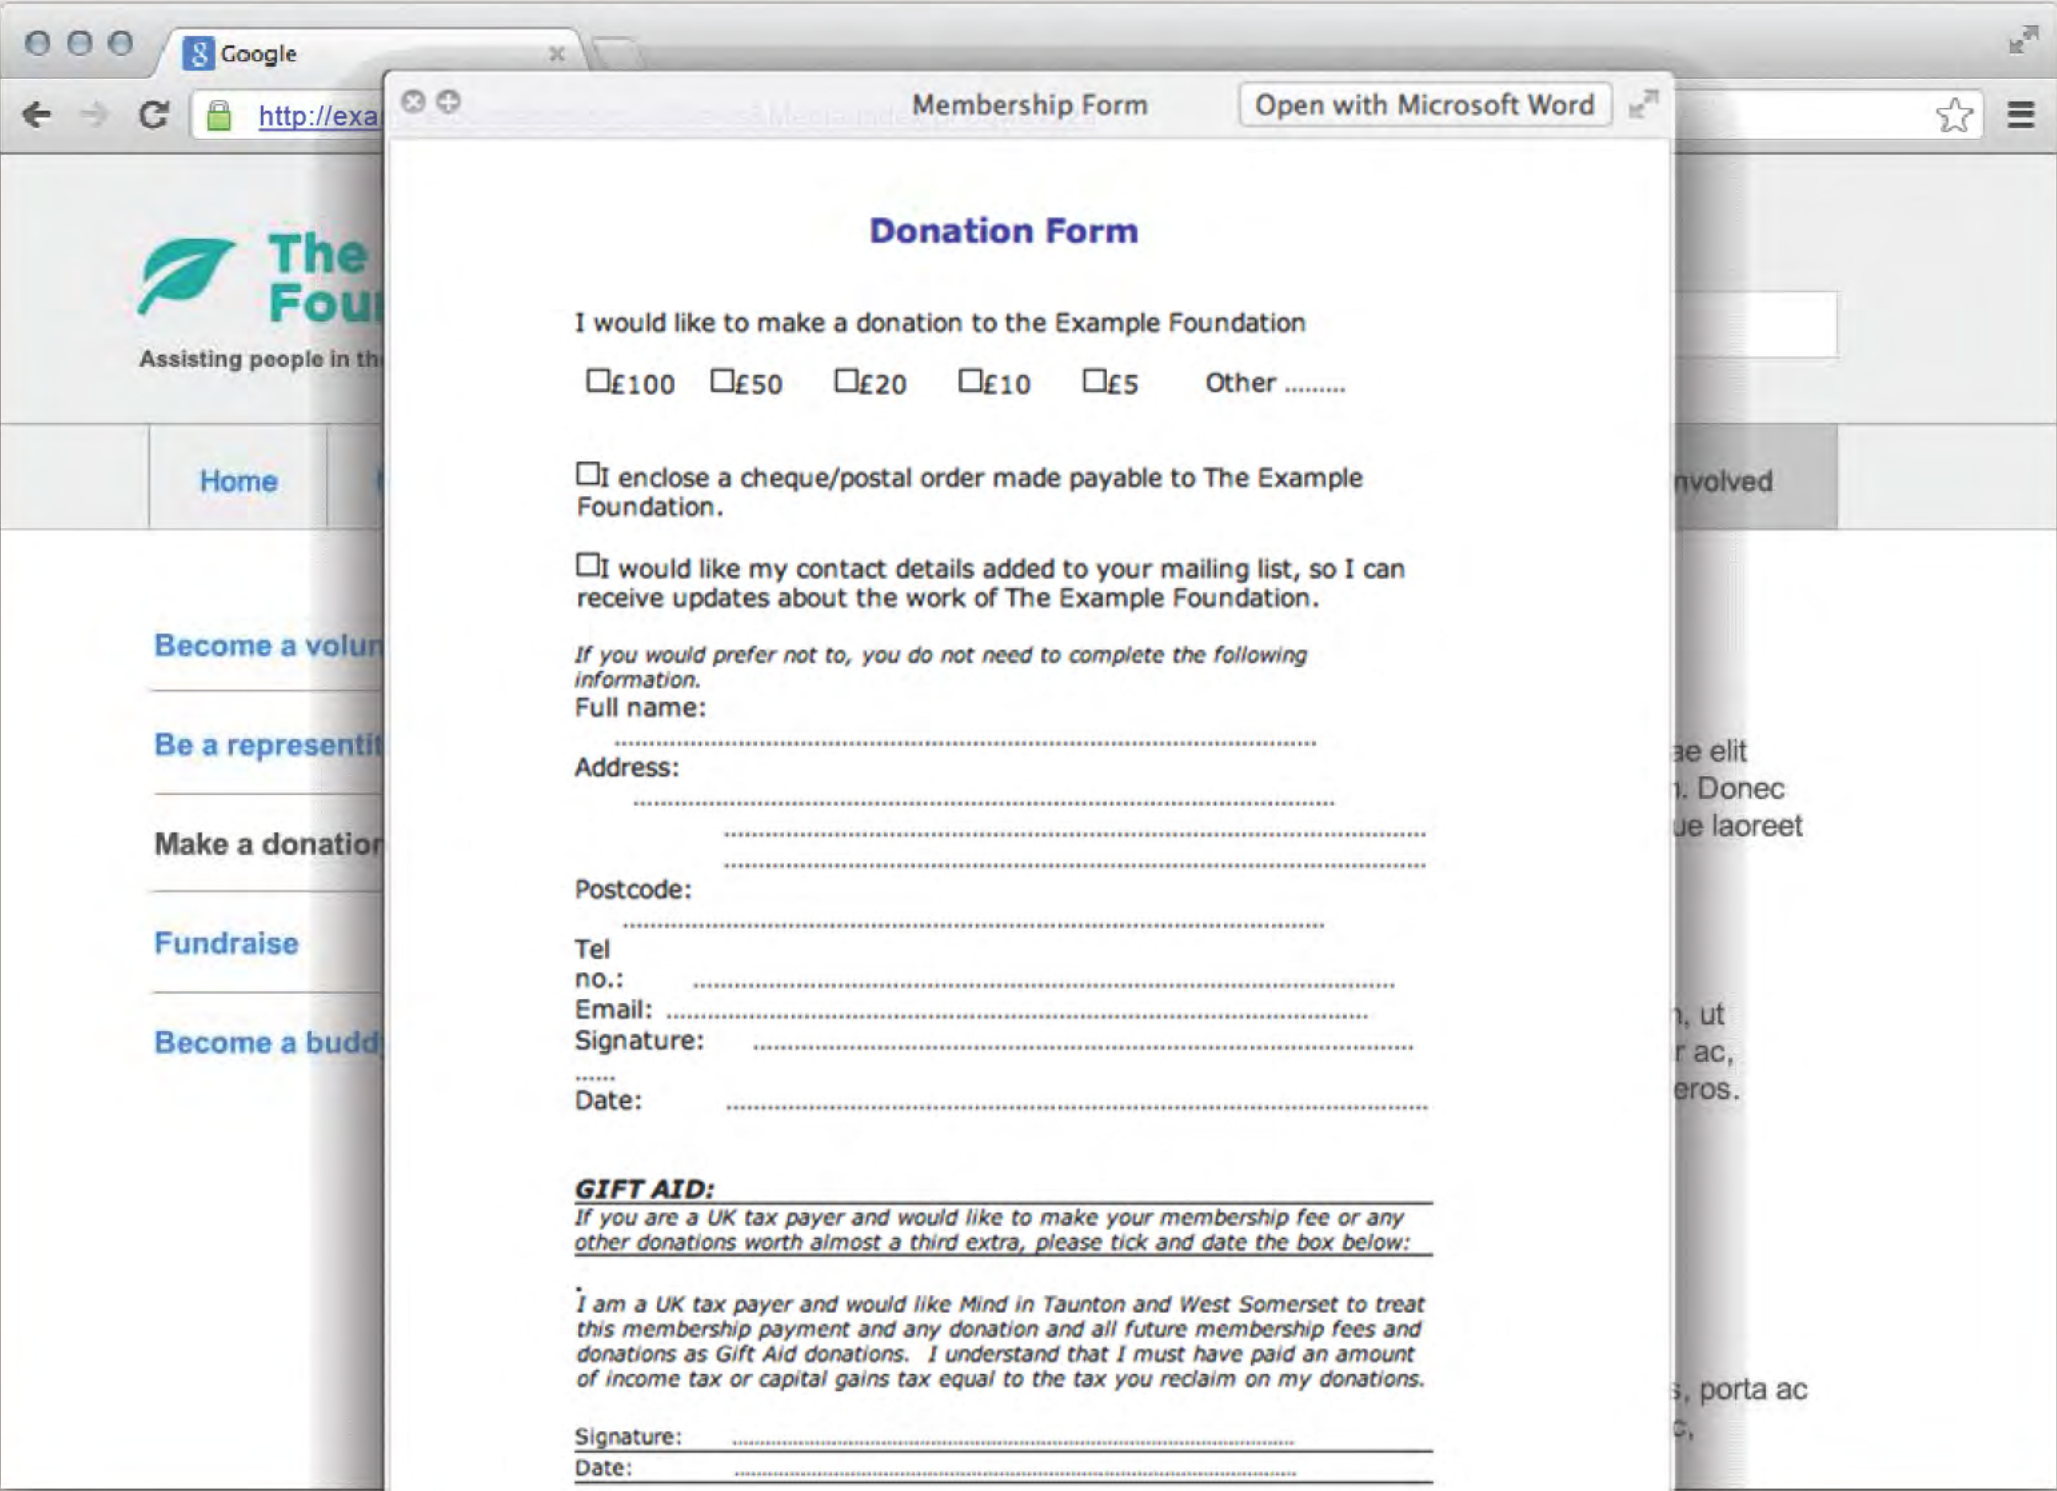 Google
http://exa
Membership Form
Open with Microsoft Word
The
Four
Assisting people in the
Home
nvolved
Become a volun
Be a representit
Make a donation
Fundraise
Become a budd
Donation Form
I would like to make a donation to the Example Foundation
£100 £50 £20 £10 £5 Other .........
I enclose a cheque/postal order made payable to The Example
Foundation.
I would like my contact details added to your mailing list, so I can
receive updates about the work of The Example Foundation.
If you would prefer not to, you do not need to complete the following
information.
Full name:
Address:
Postcode:
Tel
no.:
Email:
Signature:
......
Date:
GIFT AID:
If you are a UK tax payer and would like to make your membership fee or any
other donations worth almost a third extra, please tick and date the box below:
.
I am a UK tax payer and would like Mind in Taunton and West Somerset to treat
this membership payment and any donation and all future membership fees and
donations as Gift Aid donations. I understand that I must have paid an amount
of income tax or capital gains tax equal to the tax you reclaim on my donations.
Signature:
Date:
ae elit
n. Donec
ue laoreet
n, ut
r ac,
eros.
s, porta ac
c,